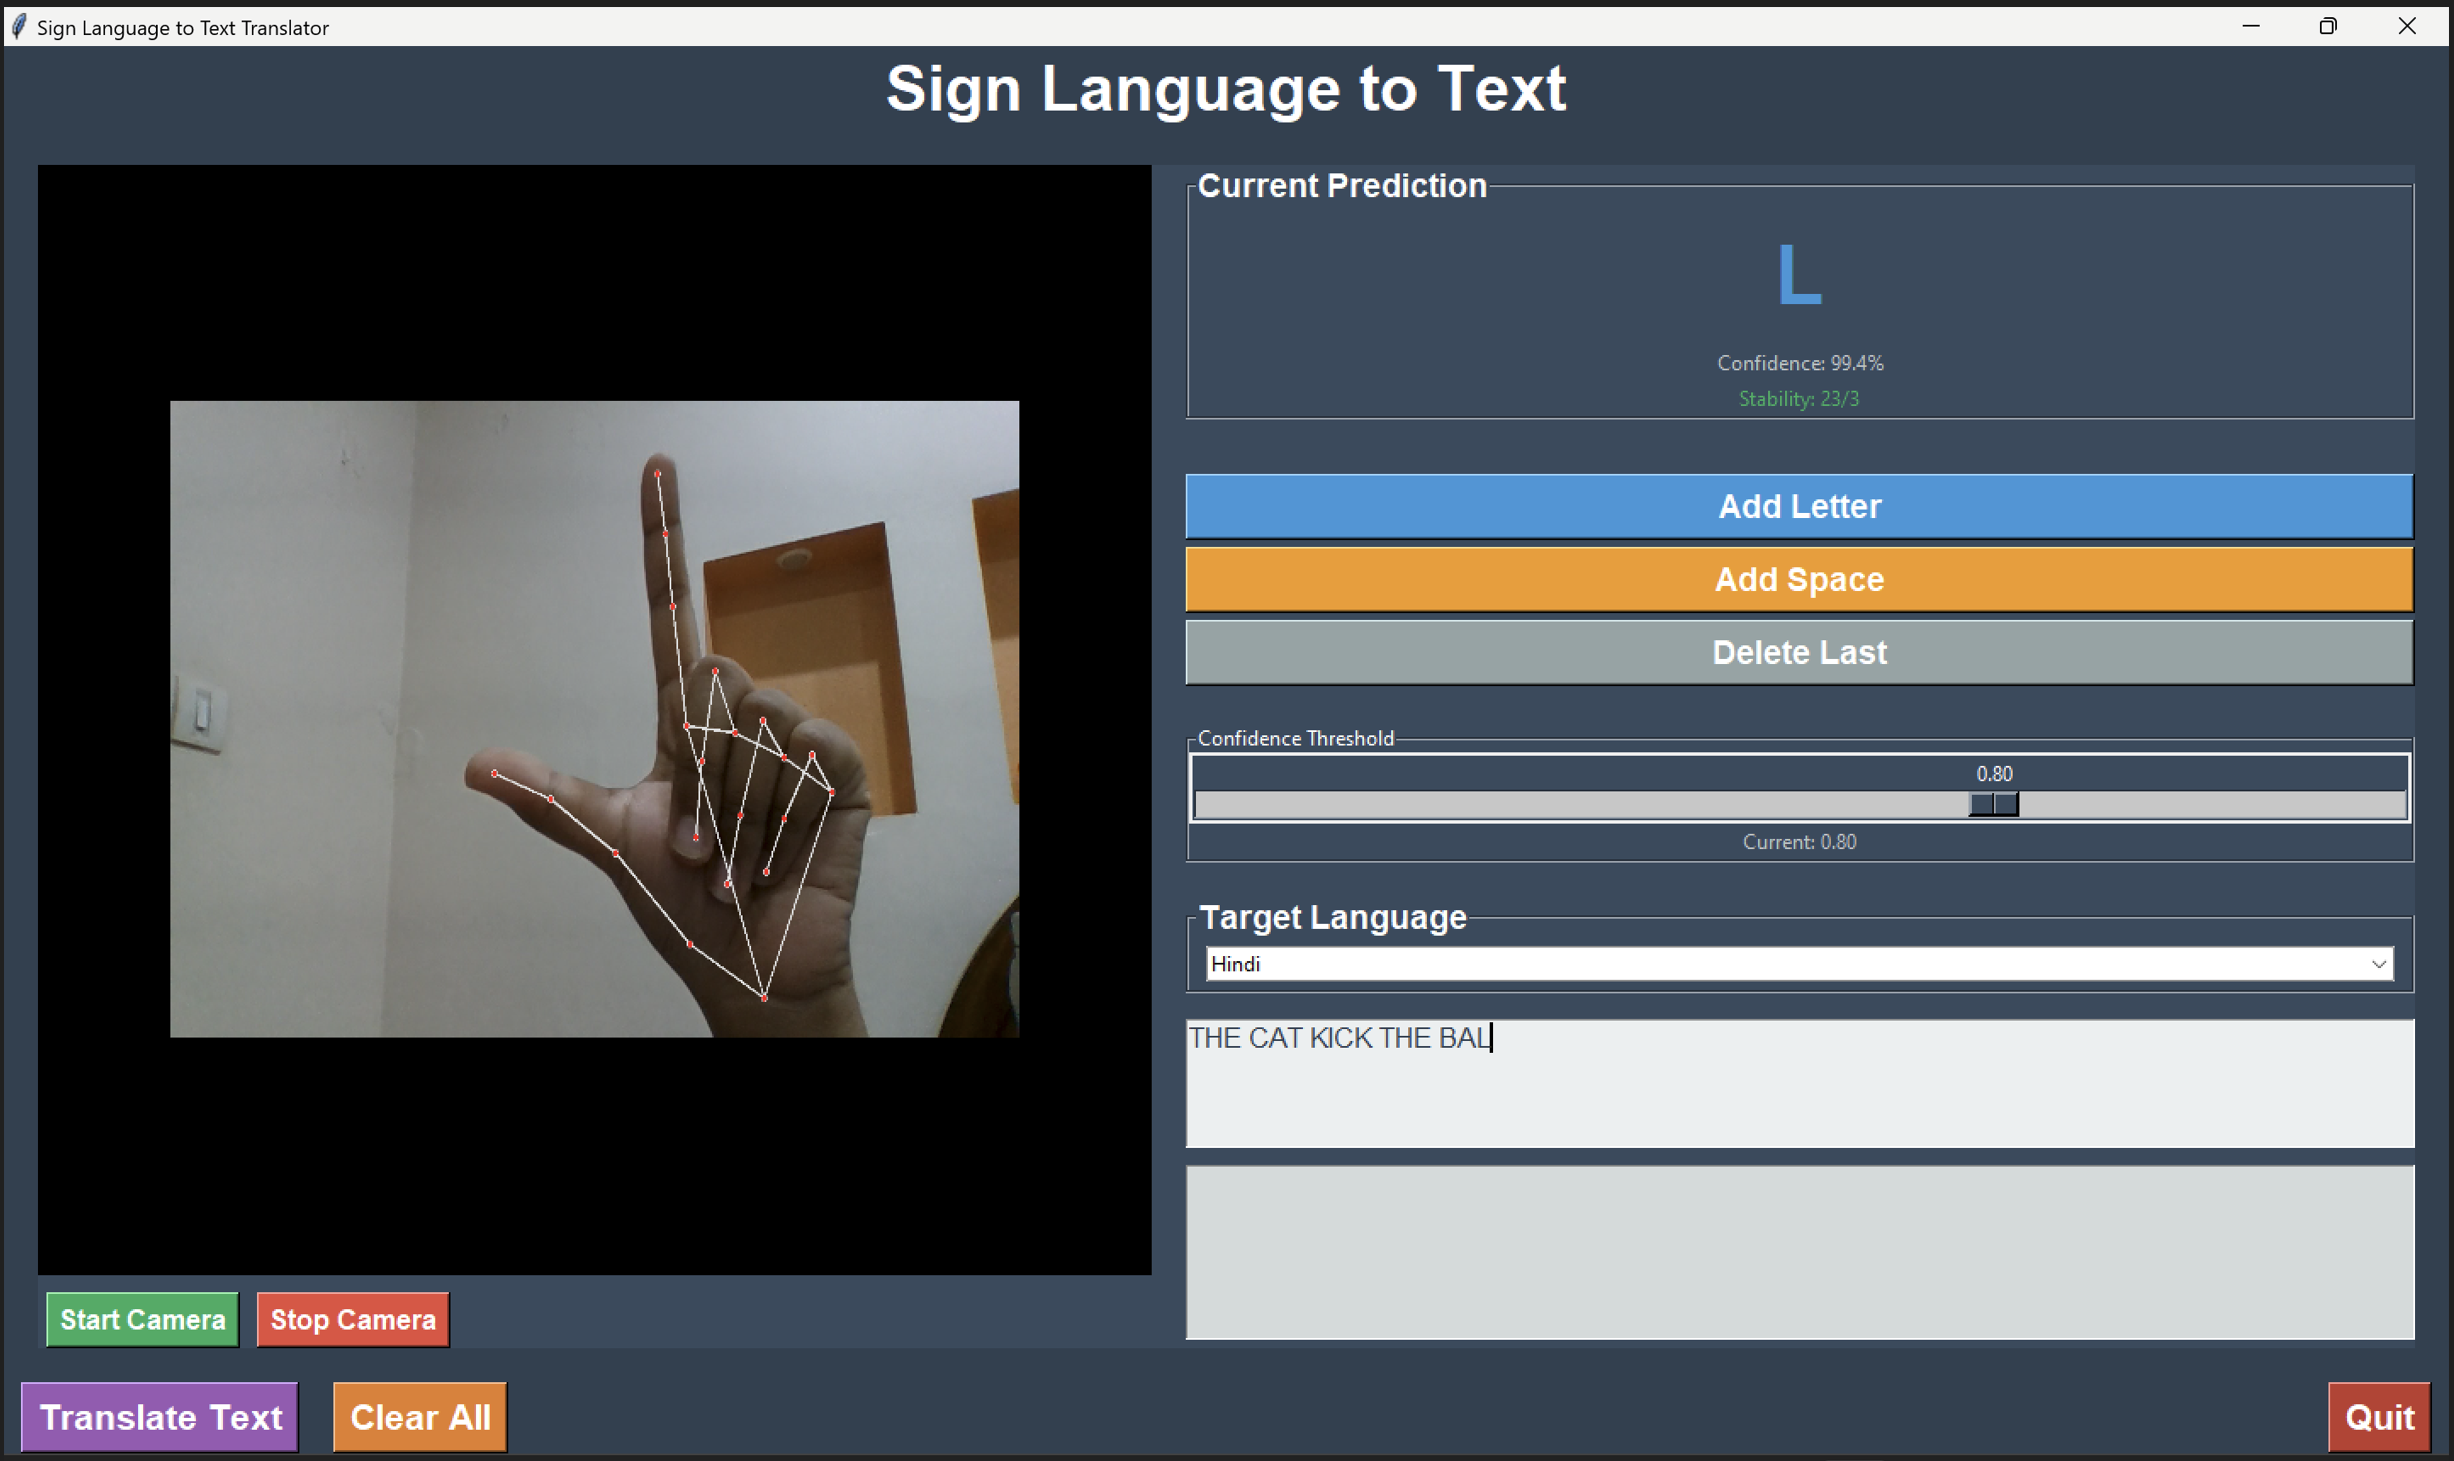 Sign Language to Text Translator
Sign Language to Text
Current Prediction
L
Confidence: 99.4%
Stability: 23/3
Add Letter
Add Space
Delete Last
Confidence Threshold
0.80
Current: 0.80
Target Language
Hindi
THE CAT KICK THE BAL
Start Camera
Stop Camera
Translate Text
Clear All
Quit